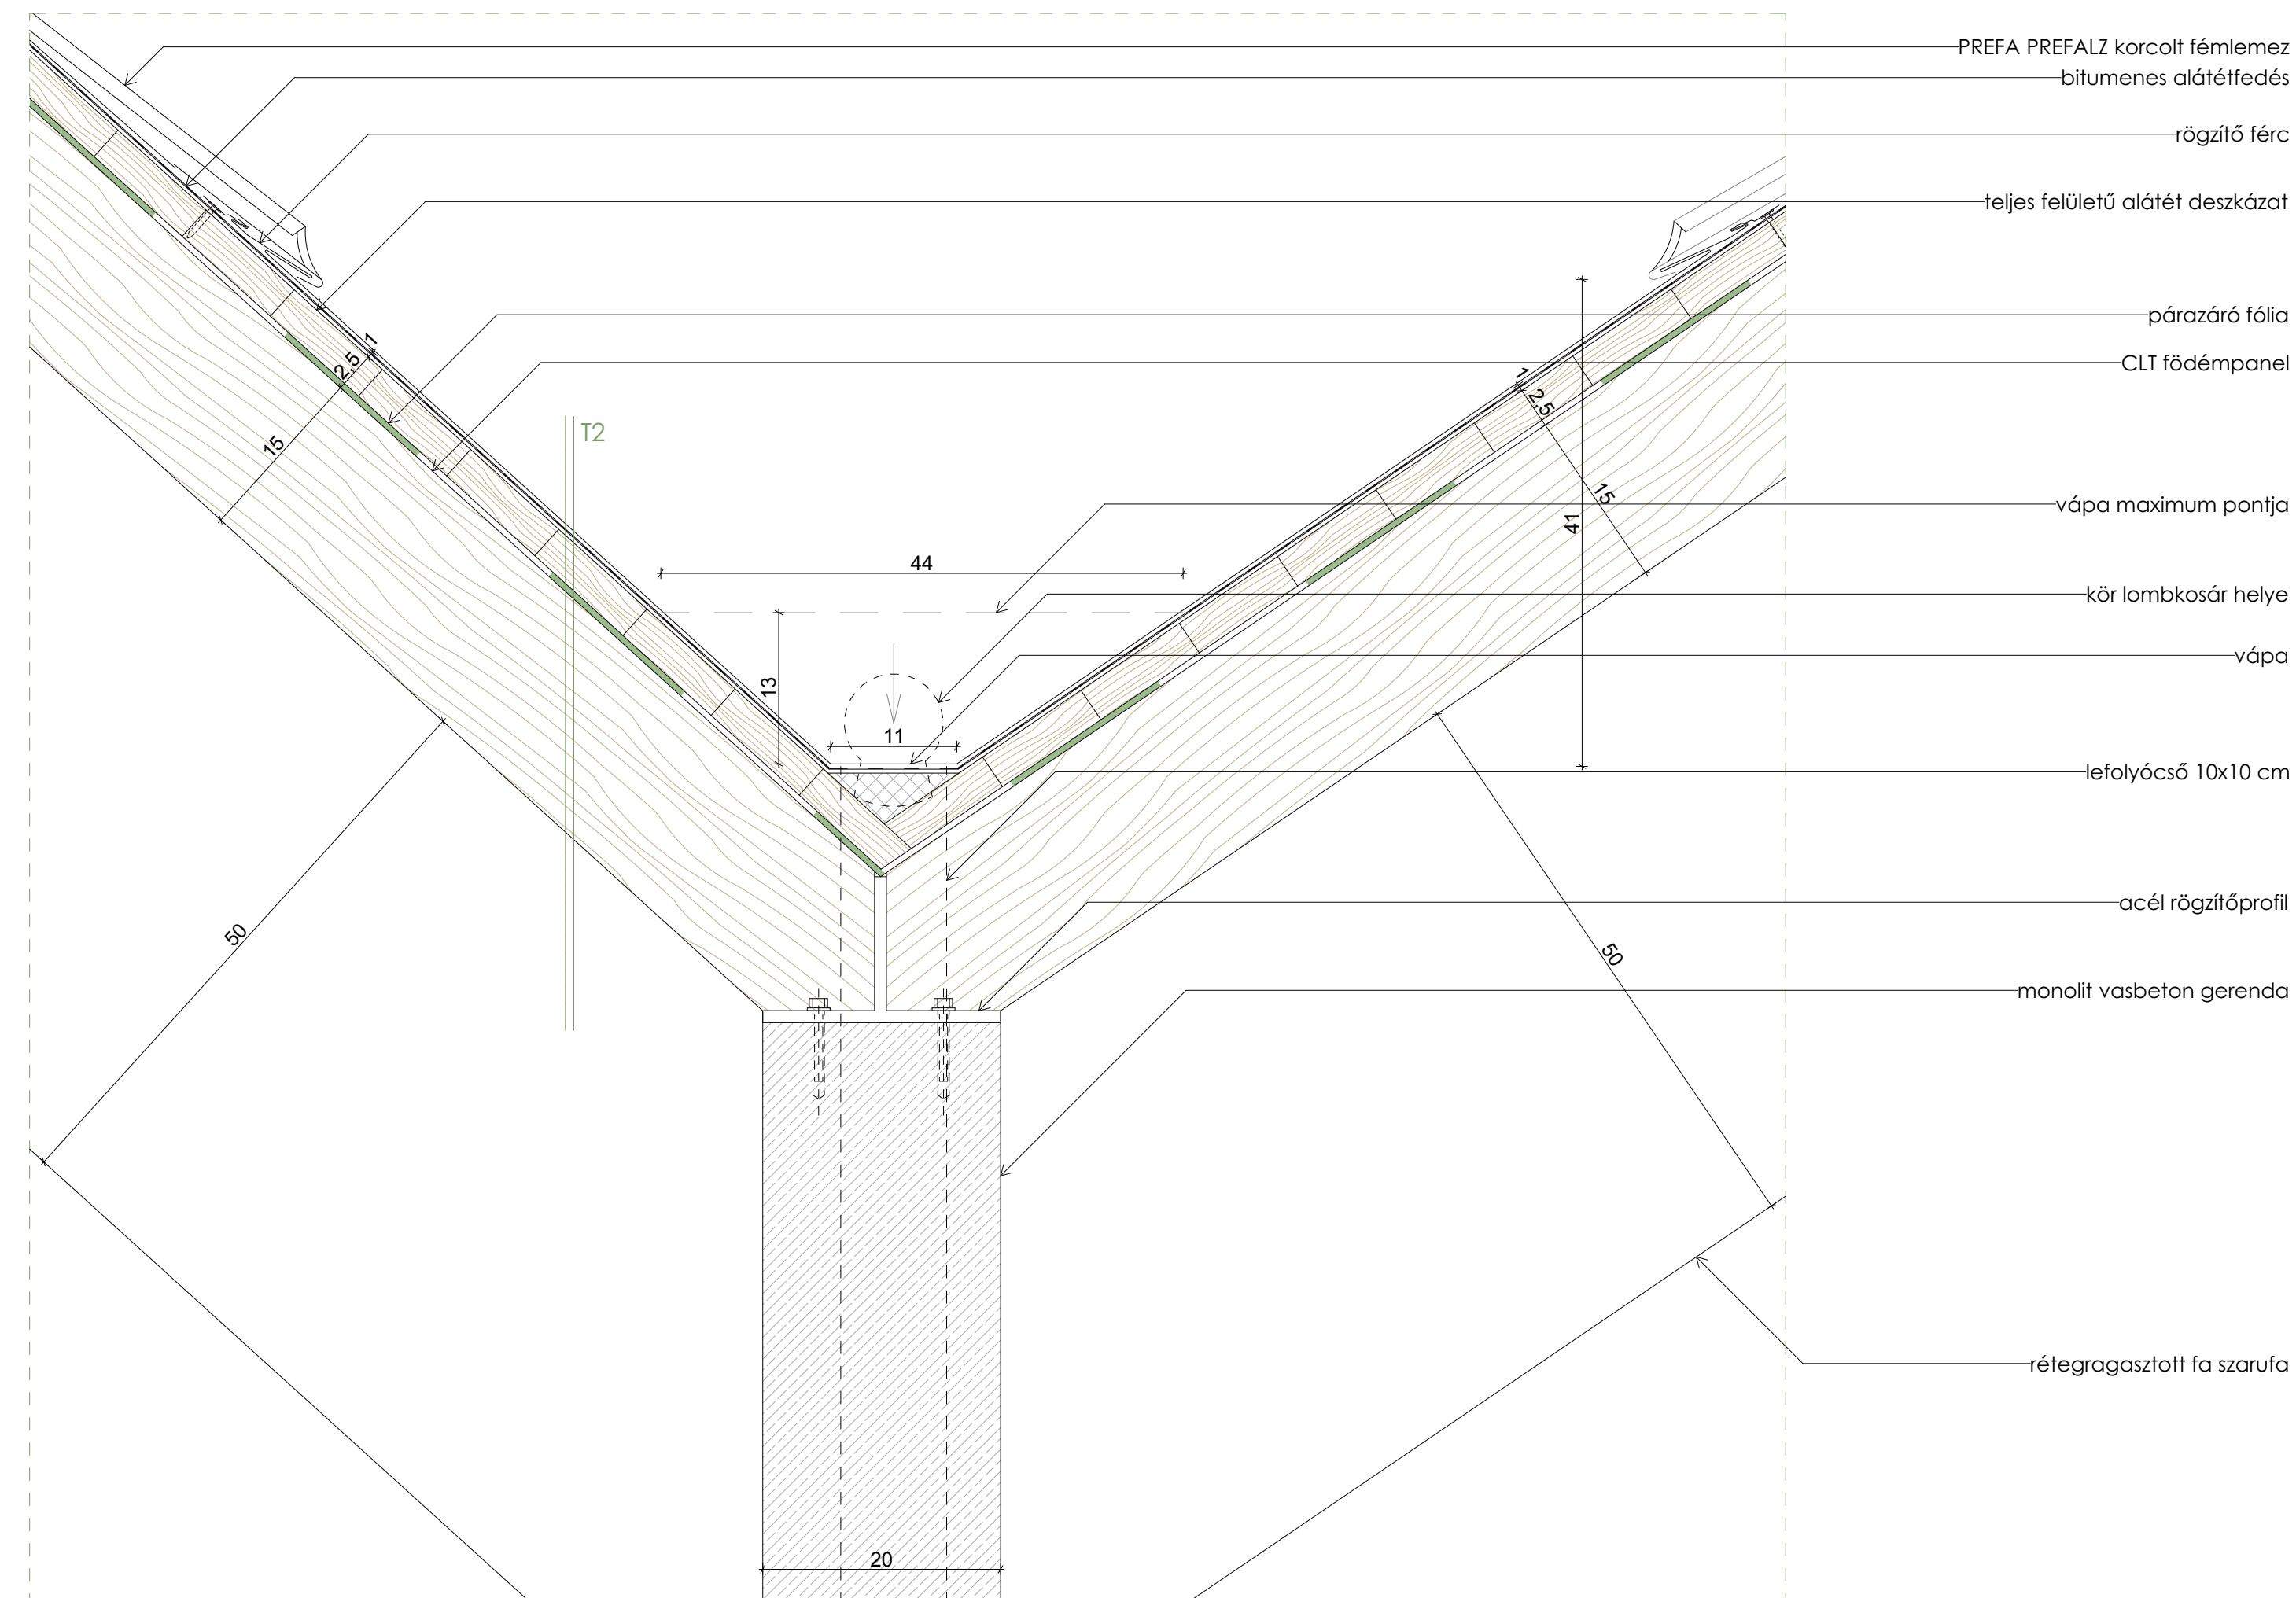 PREFA PREFALZ korcolt fémlemez
bitumenes alátétfedés
rögzítő férc
teljes felületű alátét deszkázat
párazáró fólia
1
2,5
15
CLT födémpanel
1
2,5
15
41
T2
vápa maximum pontja
44
kör lombkosár helye
vápa
13
11
lefolyócső 10x10 cm
acél rögzítőprofil
50
50
monolit vasbeton gerenda
rétegragasztott fa szarufa
20